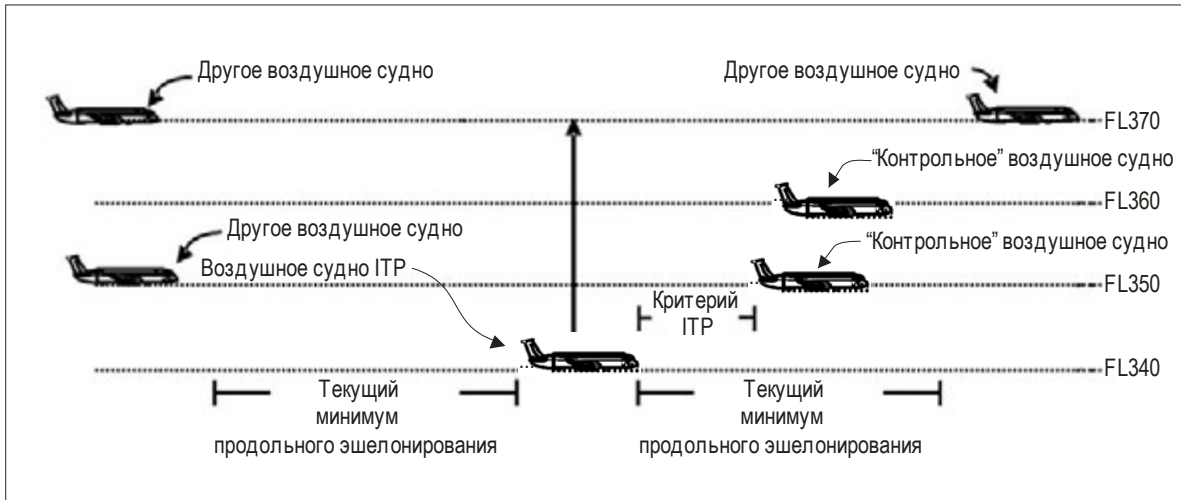 Другое воздушное судно
Другое воздушное судно
FL370
“Контрольное” воздушное судно
FL360
Другое воздушное судно
“Контрольное” воздушное судно
Воздушное судно ITP
FL350
Критерий
ITP
FL340
Текущий
минимум
продольного эшелонирования
Текущий
минимум
продольного эшелонирования